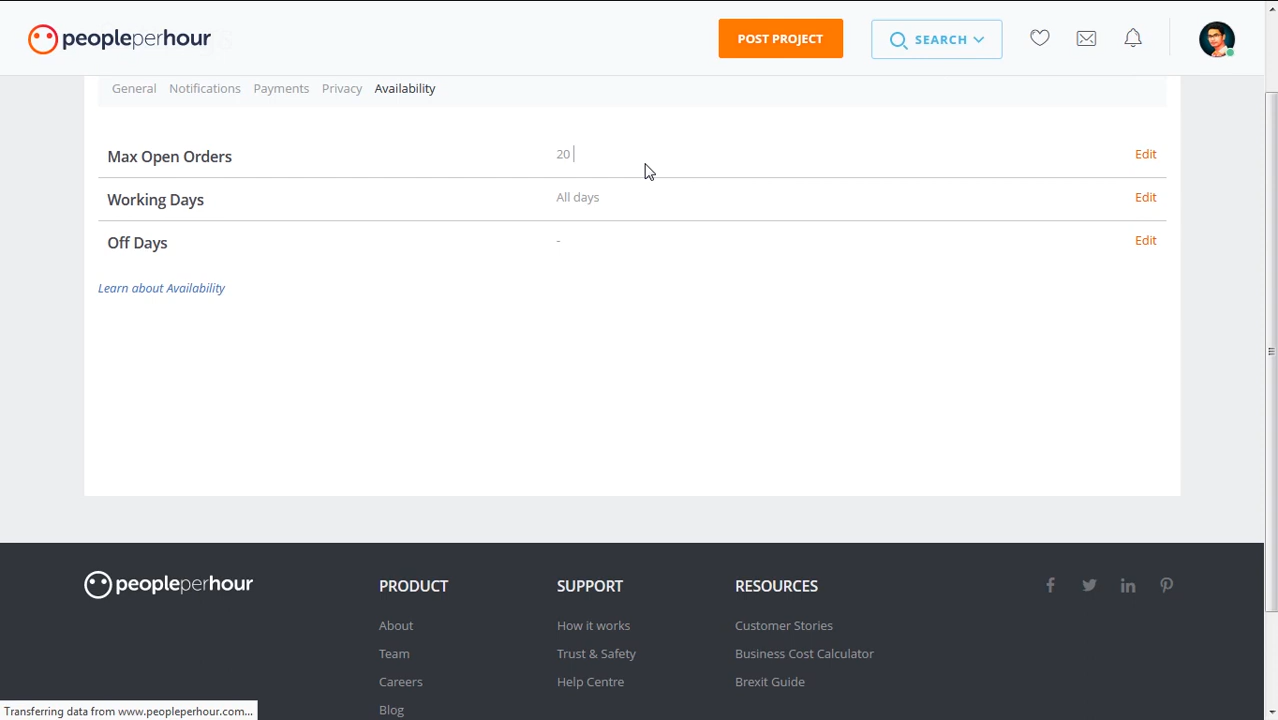 peopleperhour
POST PROJECT
SEARCH
General Notifications Payments Privacy Availability
Max Open Orders 20 Edit
Working Days All days Edit
Off Days - Edit
Learn about Availability
peopleperhour
PRODUCT SUPPORT RESOURCES
About How it works Customer Stories
Team Trust & Safety Business Cost Calculator
Careers Help Centre Brexit Guide
Blog
Transferring data from www.peopleperhour.com...